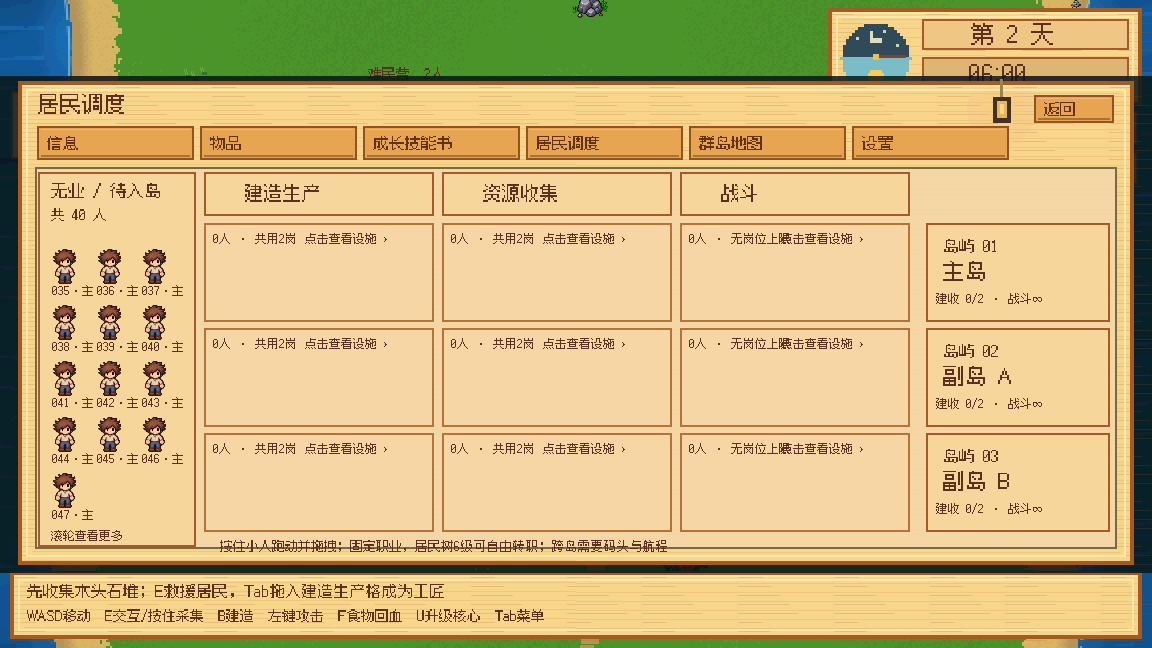 难民营 2人
第 2 天
06:00
居民调度
返回
信息
物品
成长技能书
居民调度
群岛地图
设置
无业 / 待入岛
共 40 人
建造生产
资源收集
战斗
035·主 036·主 037·主
038·主 039·主 040·主
041·主 042·主 043·主
044·主 045·主 046·主
047·主
滚轮查看更多
0人 · 共用2岗 点击查看设施 ›
0人 · 共用2岗 点击查看设施 ›
0人 · 无岗位上限 击查看设施 ›
岛屿 01
主岛
建收 0/2 · 战斗∞
0人 · 共用2岗 点击查看设施 ›
0人 · 共用2岗 点击查看设施 ›
0人 · 无岗位上限 击查看设施 ›
岛屿 02
副岛 A
建收 0/2 · 战斗∞
0人 · 共用2岗 点击查看设施 ›
0人 · 共用2岗 点击查看设施 ›
0人 · 无岗位上限 击查看设施 ›
岛屿 03
副岛 B
建收 0/2 · 战斗∞
按住小人跑动并拖拽；固定职业，居民树6级可自由转职；跨岛需要码头与航程
先收集木头石堆；E救援居民，Tab拖入建造生产格成为工匠
WASD移动 E交互/按住采集 B建造 左键攻击 F食物回血 U升级核心 Tab菜单